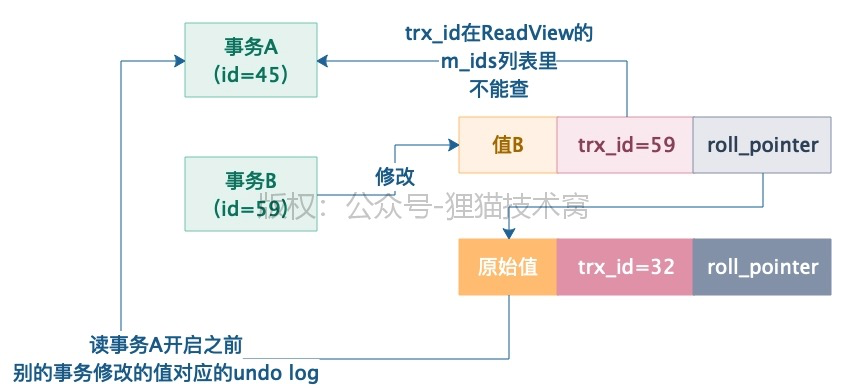 事务A
（id=45）
trx_id在ReadView的
m_ids列表里
不能查
值B
trx_id=59
roll_pointer
事务B
（id=59）
修改
版权：公众号-狸猫技术窝
原始值
trx_id=32
roll_pointer
读事务A开启之前
别的事务修改的值对应的undo log